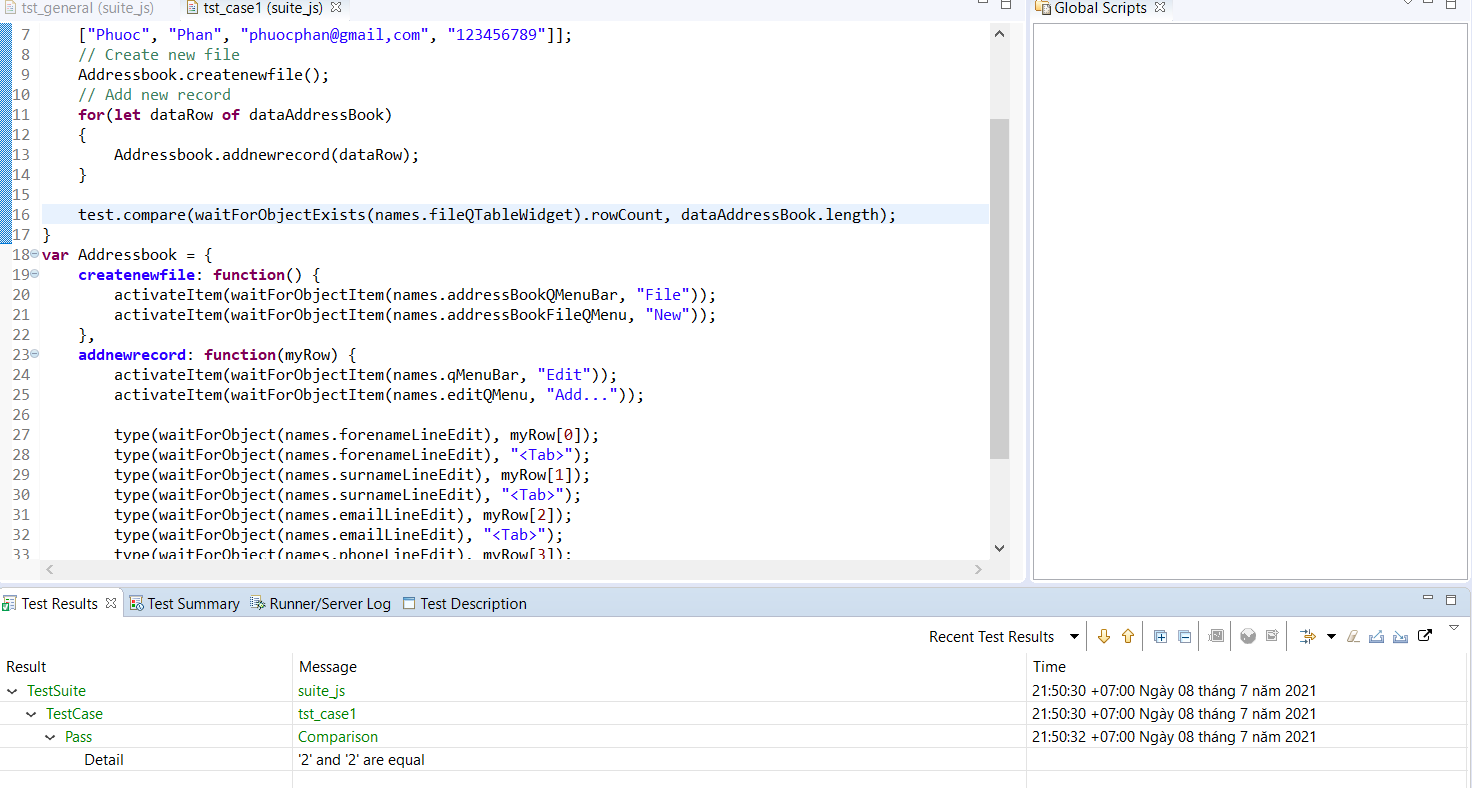 tst_general (suite_js)
tst_case1 (suite_js)
Global Scripts
7 ["Phuoc", "Phan", "phuocphan@gmail,com", "123456789"]];
8 // Create new file
9 Addressbook.createnewfile();
10 // Add new record
11 for(let dataRow of dataAddressBook)
12 {
13 Addressbook.addnewrecord(dataRow);
14 }
15
16 test.compare(waitForObjectExists(names.fileQTableWidget).rowCount, dataAddressBook.length);
17 }
18 var Addressbook = {
19 createnewfile: function() {
20 activateItem(waitForObjectItem(names.addressBookQMenuBar, "File"));
21 activateItem(waitForObjectItem(names.addressBookFileQMenu, "New"));
22 },
23 addnewrecord: function(myRow) {
24 activateItem(waitForObjectItem(names.qMenuBar, "Edit"));
25 activateItem(waitForObjectItem(names.editQMenu, "Add..."));
26
27 type(waitForObject(names.forenameLineEdit), myRow[0]);
28 type(waitForObject(names.forenameLineEdit), "<Tab>");
29 type(waitForObject(names.surnameLineEdit), myRow[1]);
30 type(waitForObject(names.surnameLineEdit), "<Tab>");
31 type(waitForObject(names.emailLineEdit), myRow[2]);
32 type(waitForObject(names.emailLineEdit), "<Tab>");
33 type(waitForObject(names.phoneLineEdit), myRow[3]);
Test Results Test Summary Runner/Server Log Test Description
Recent Test Results
Result Message Time
TestSuite suite_js 21:50:30 +07:00 Ngày 08 tháng 7 năm 2021
TestCase tst_case1 21:50:30 +07:00 Ngày 08 tháng 7 năm 2021
Pass Comparison 21:50:32 +07:00 Ngày 08 tháng 7 năm 2021
Detail '2' and '2' are equal